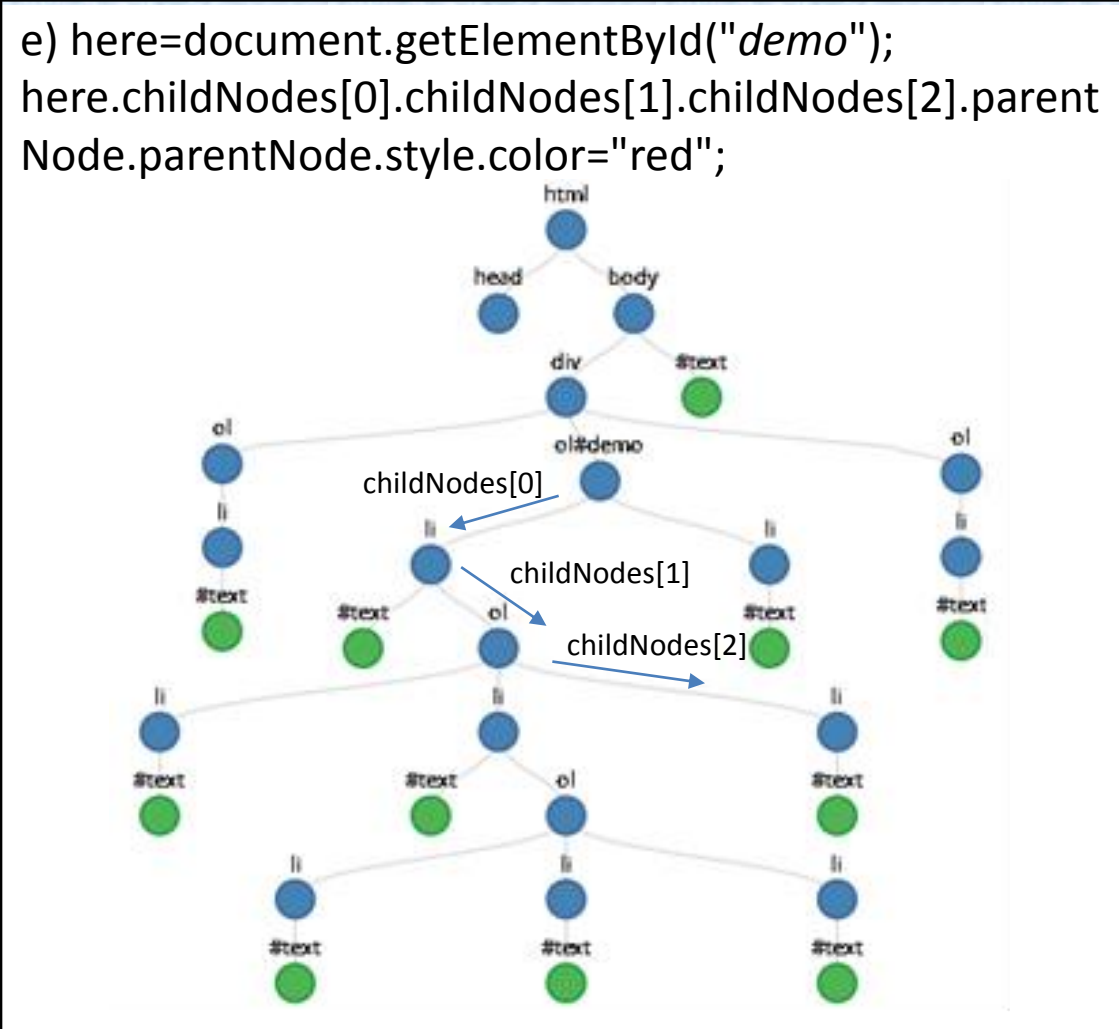 e) here=document.getElementById("demo");
here.childNodes[0].childNodes[1].childNodes[2].parent
Node.parentNode.style.color="red";
html
head body
div #text
ol ol#demo ol
childNodes[0]
li li li li
childNodes[1]
#text #text ol #text #text
childNodes[2]
li li li
#text #text ol #text
li li li
#text #text #text